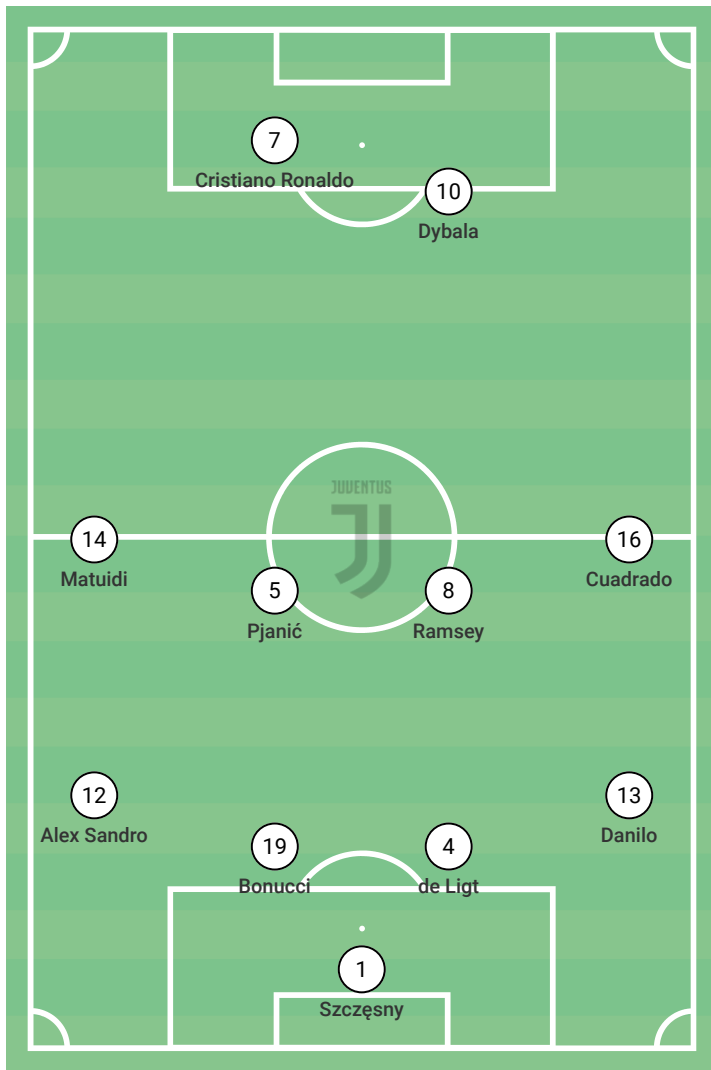 7
Cristiano Ronaldo
10
Dybala
JUVENTUS
14
Matuidi
16
Cuadrado
5
Pjanić
8
Ramsey
12
Alex Sandro
13
Danilo
19
Bonucci
4
de Ligt
1
Szczęsny